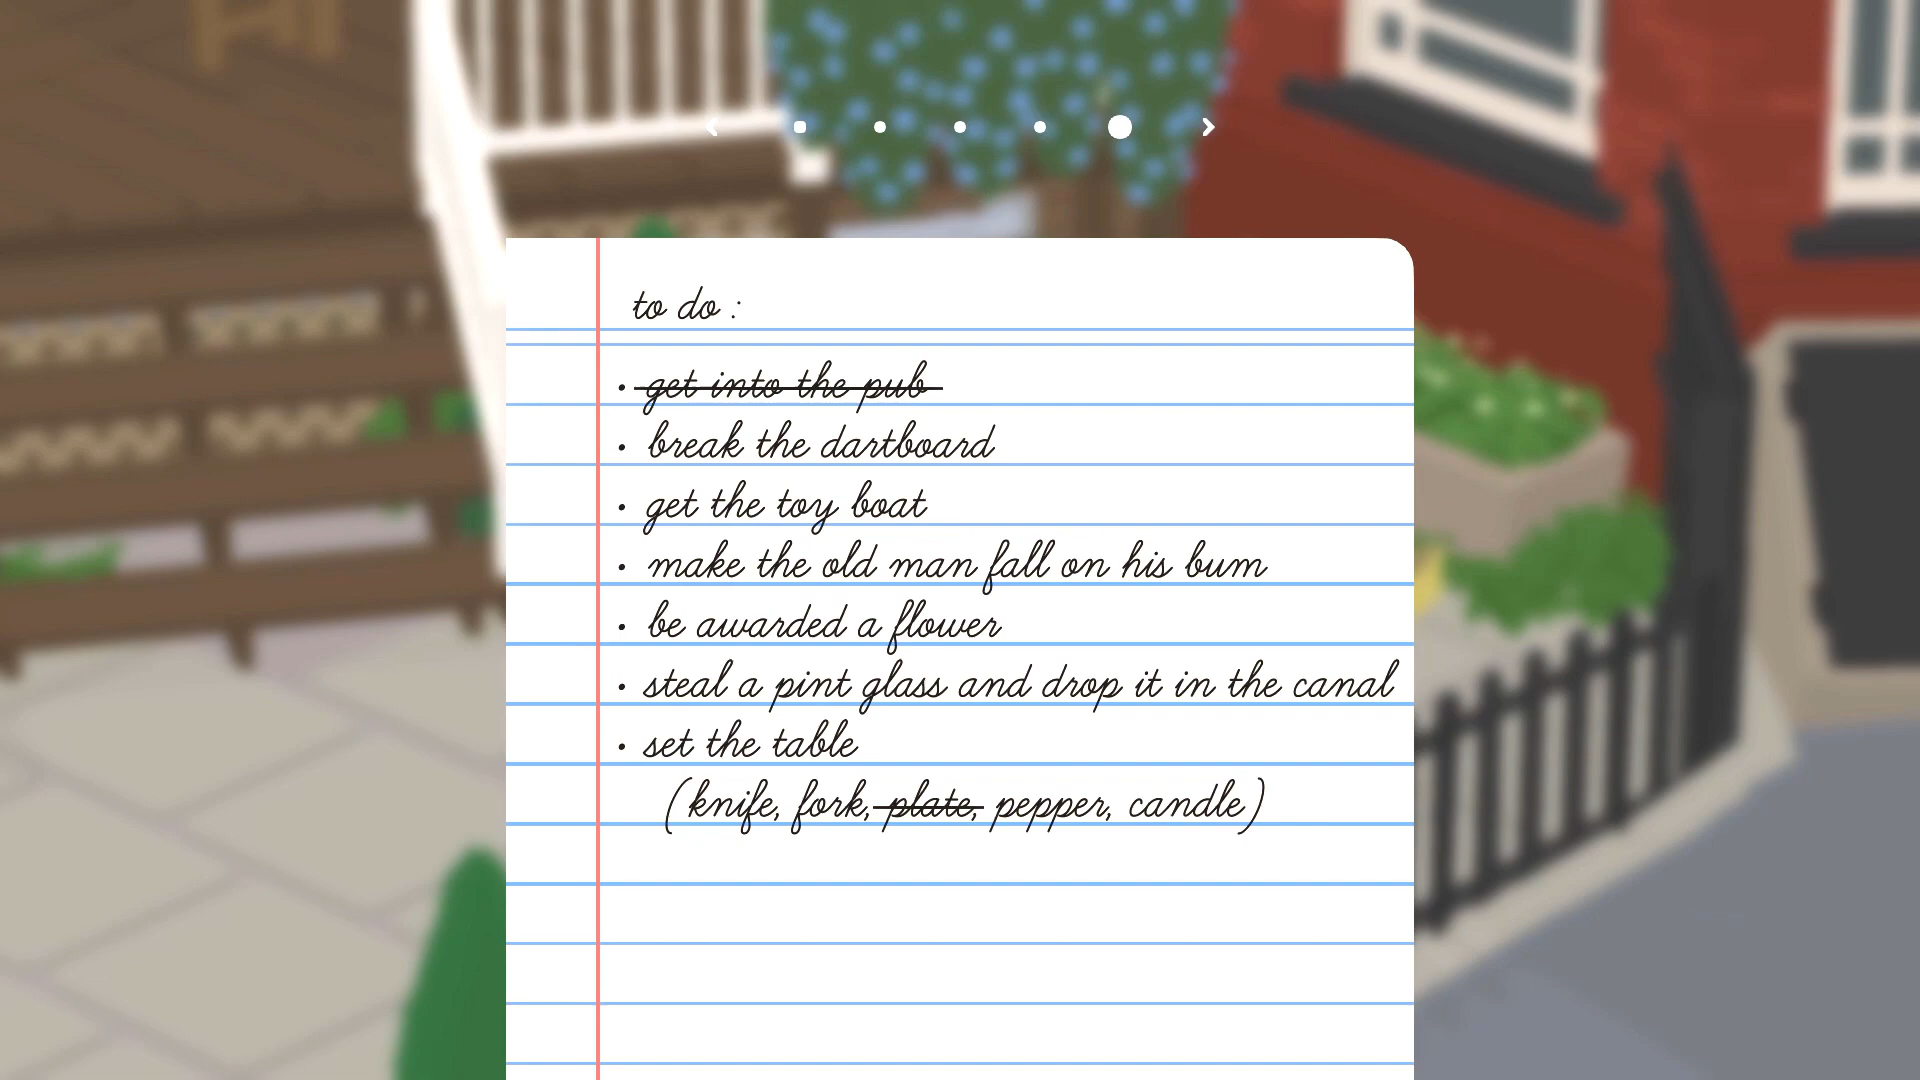 to do :
• get into the pub
• break the dartboard
• get the toy boat
• make the old man fall on his bum
• be awarded a flower
• steal a pint glass and drop it in the canal
• set the table
(knife, fork, plate, pepper, candle)